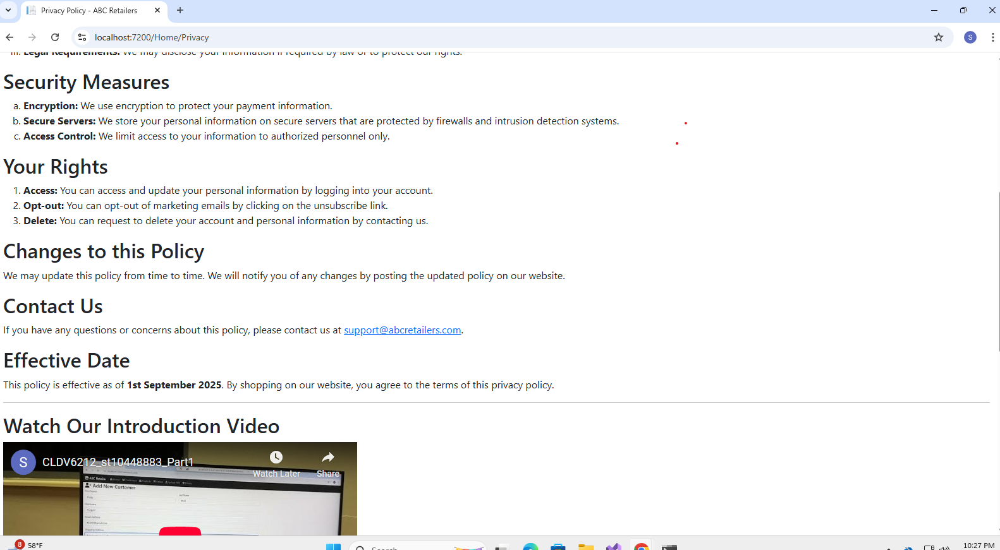 Privacy Policy - ABC Retailers
localhost:7200/Home/Privacy
S
iii. Legal Requirements: We may disclose your information if required by law or to protect our rights.
Security Measures
a. Encryption: We use encryption to protect your payment information.
b. Secure Servers: We store your personal information on secure servers that are protected by firewalls and intrusion detection systems.
c. Access Control: We limit access to your information to authorized personnel only.
Your Rights
1. Access: You can access and update your personal information by logging into your account.
2. Opt-out: You can opt-out of marketing emails by clicking on the unsubscribe link.
3. Delete: You can request to delete your account and personal information by contacting us.
Changes to this Policy
We may update this policy from time to time. We will notify you of any changes by posting the updated policy on our website.
Contact Us
If you have any questions or concerns about this policy, please contact us at support@abcretailers.com.
Effective Date
This policy is effective as of 1st September 2025. By shopping on our website, you agree to the terms of this privacy policy.
Watch Our Introduction Video
S CLDV6212_st10448883_Part1
Watch Later Share
ABC Retailer
Add New Customer
Last Name
Email Address
Shipping Address
8 58°F
Search
10:27 PM